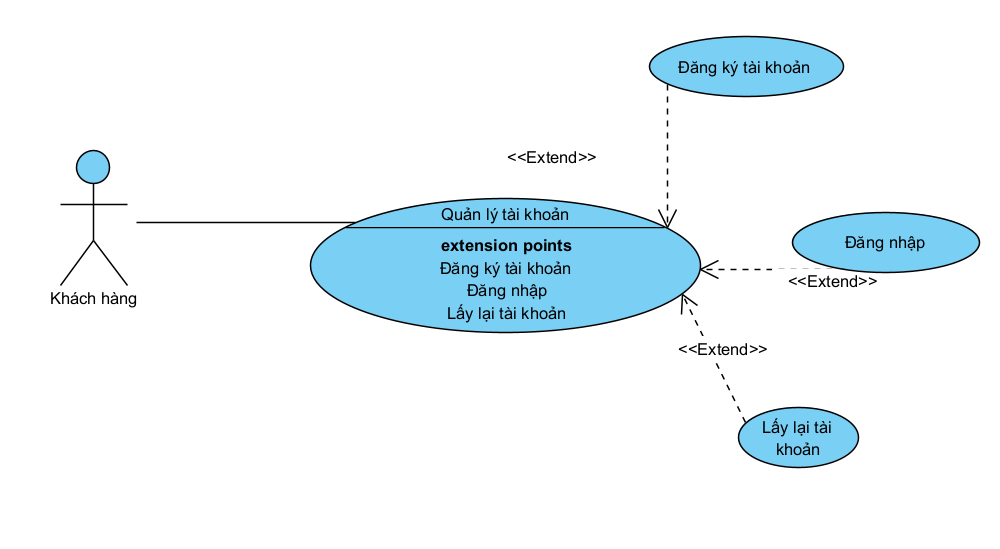 Đăng ký tài khoản
<<Extend>>
Quản lý tài khoản
extension points
Đăng ký tài khoản
Đăng nhập
Lấy lại tài khoản
Đăng nhập
<<Extend>>
Khách hàng
<<Extend>>
Lấy lại tài
khoản